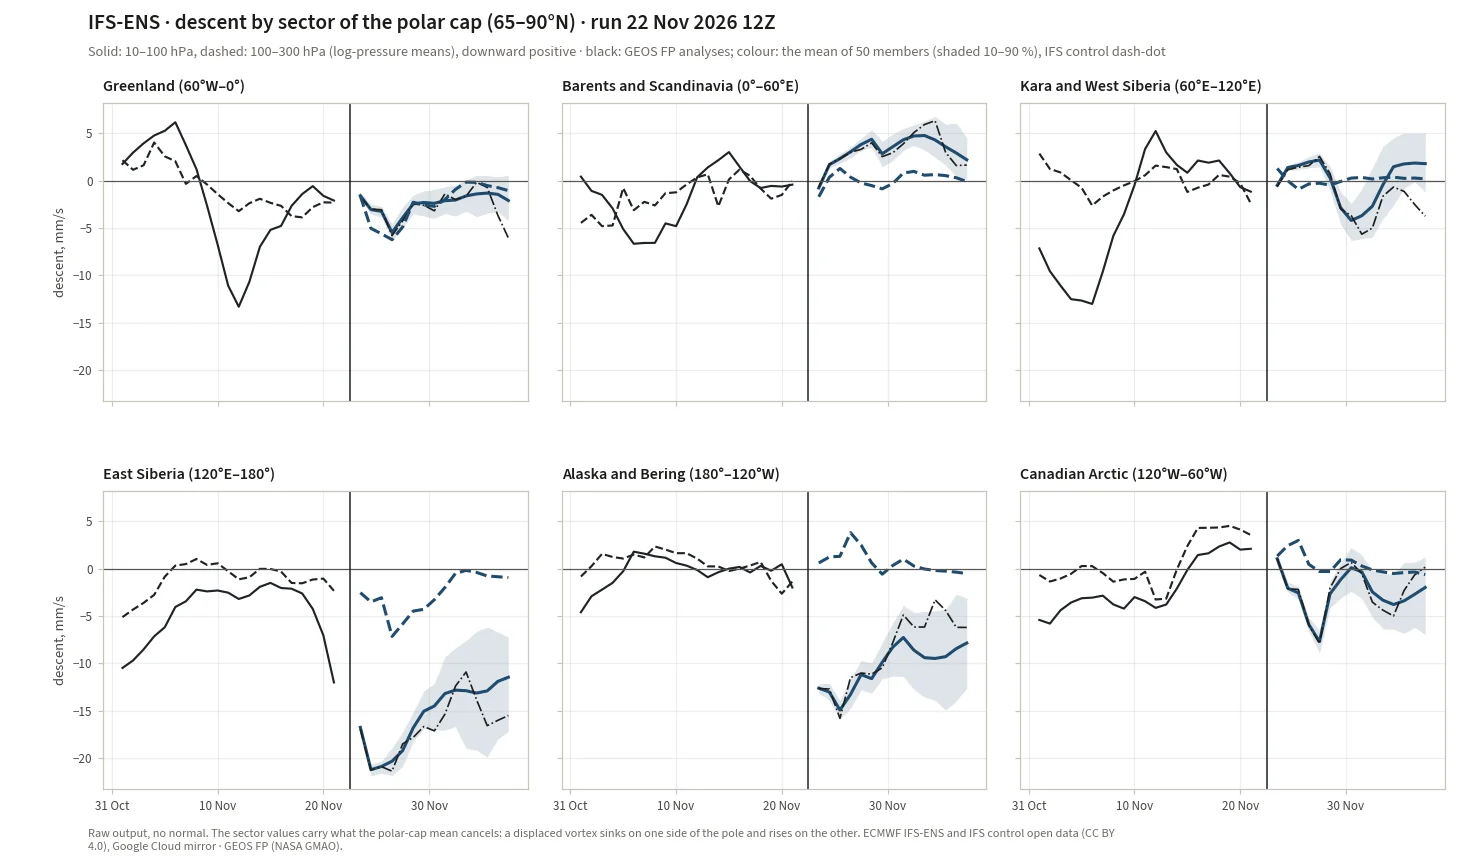 IFS-ENS · descent by sector of the polar cap (65–90°N) · run 22 Nov 2026 12Z
Solid: 10–100 hPa, dashed: 100–300 hPa (log-pressure means), downward positive · black: GEOS FP analyses; colour: the mean of 50 members (shaded 10–90 %), IFS control dash-dot
Greenland (60°W–0°)
Barents and Scandinavia (0°–60°E)
Kara and West Siberia (60°E–120°E)
5
0
−5
−10
−15
−20
descent, mm/s
East Siberia (120°E–180°)
Alaska and Bering (180°–120°W)
Canadian Arctic (120°W–60°W)
5
0
−5
−10
−15
−20
descent, mm/s
31 Oct 10 Nov 20 Nov 30 Nov
31 Oct 10 Nov 20 Nov 30 Nov
31 Oct 10 Nov 20 Nov 30 Nov
Raw output, no normal. The sector values carry what the polar-cap mean cancels: a displaced vortex sinks on one side of the pole and rises on the other. ECMWF IFS-ENS and IFS control open data (CC BY
4.0), Google Cloud mirror · GEOS FP (NASA GMAO).